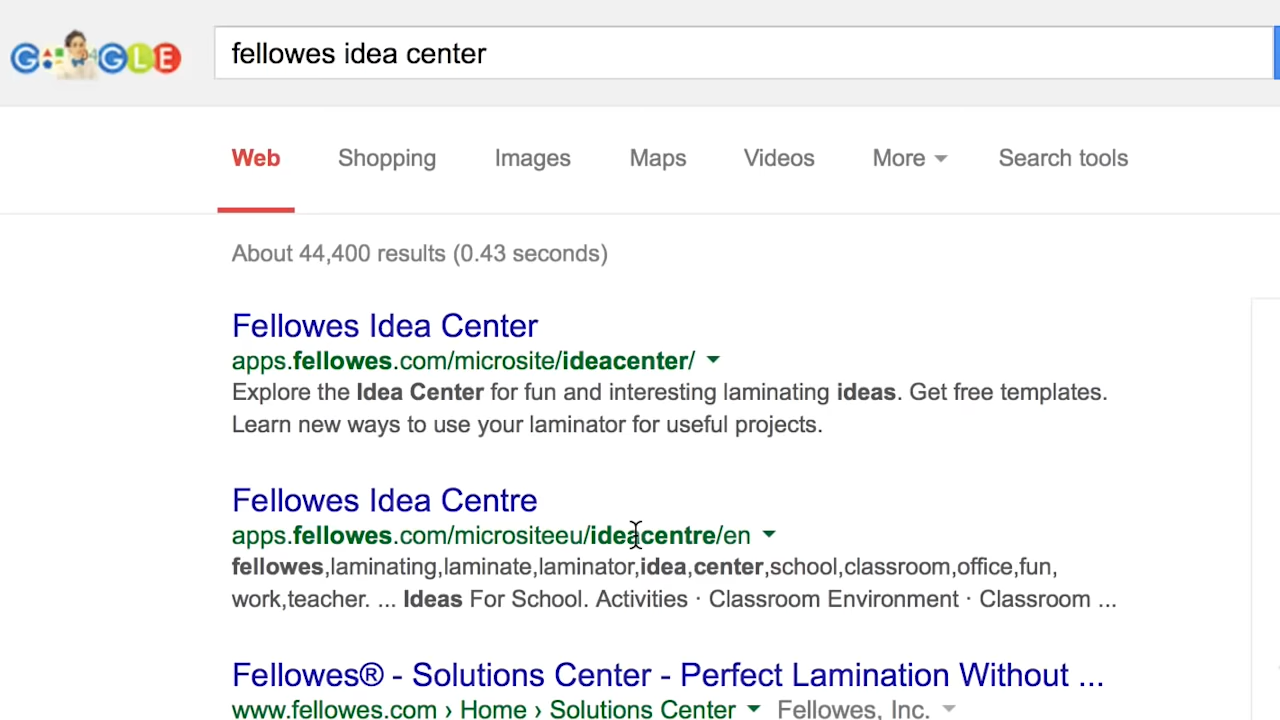 GOOGLE
fellowes idea center
Web Shopping Images Maps Videos More Search tools
About 44,400 results (0.43 seconds)
Fellowes Idea Center
apps.fellowes.com/microsite/ideacenter/
Explore the Idea Center for fun and interesting laminating ideas. Get free templates.
Learn new ways to use your laminator for useful projects.
Fellowes Idea Centre
apps.fellowes.com/micrositeeu/ideacentre/en
fellowes,laminating,laminate,laminator,idea,center,school,classroom,office,fun,
work,teacher. ... Ideas For School. Activities · Classroom Environment · Classroom ...
Fellowes® - Solutions Center - Perfect Lamination Without ...
www.fellowes.com › Home › Solutions Center Fellowes, Inc.